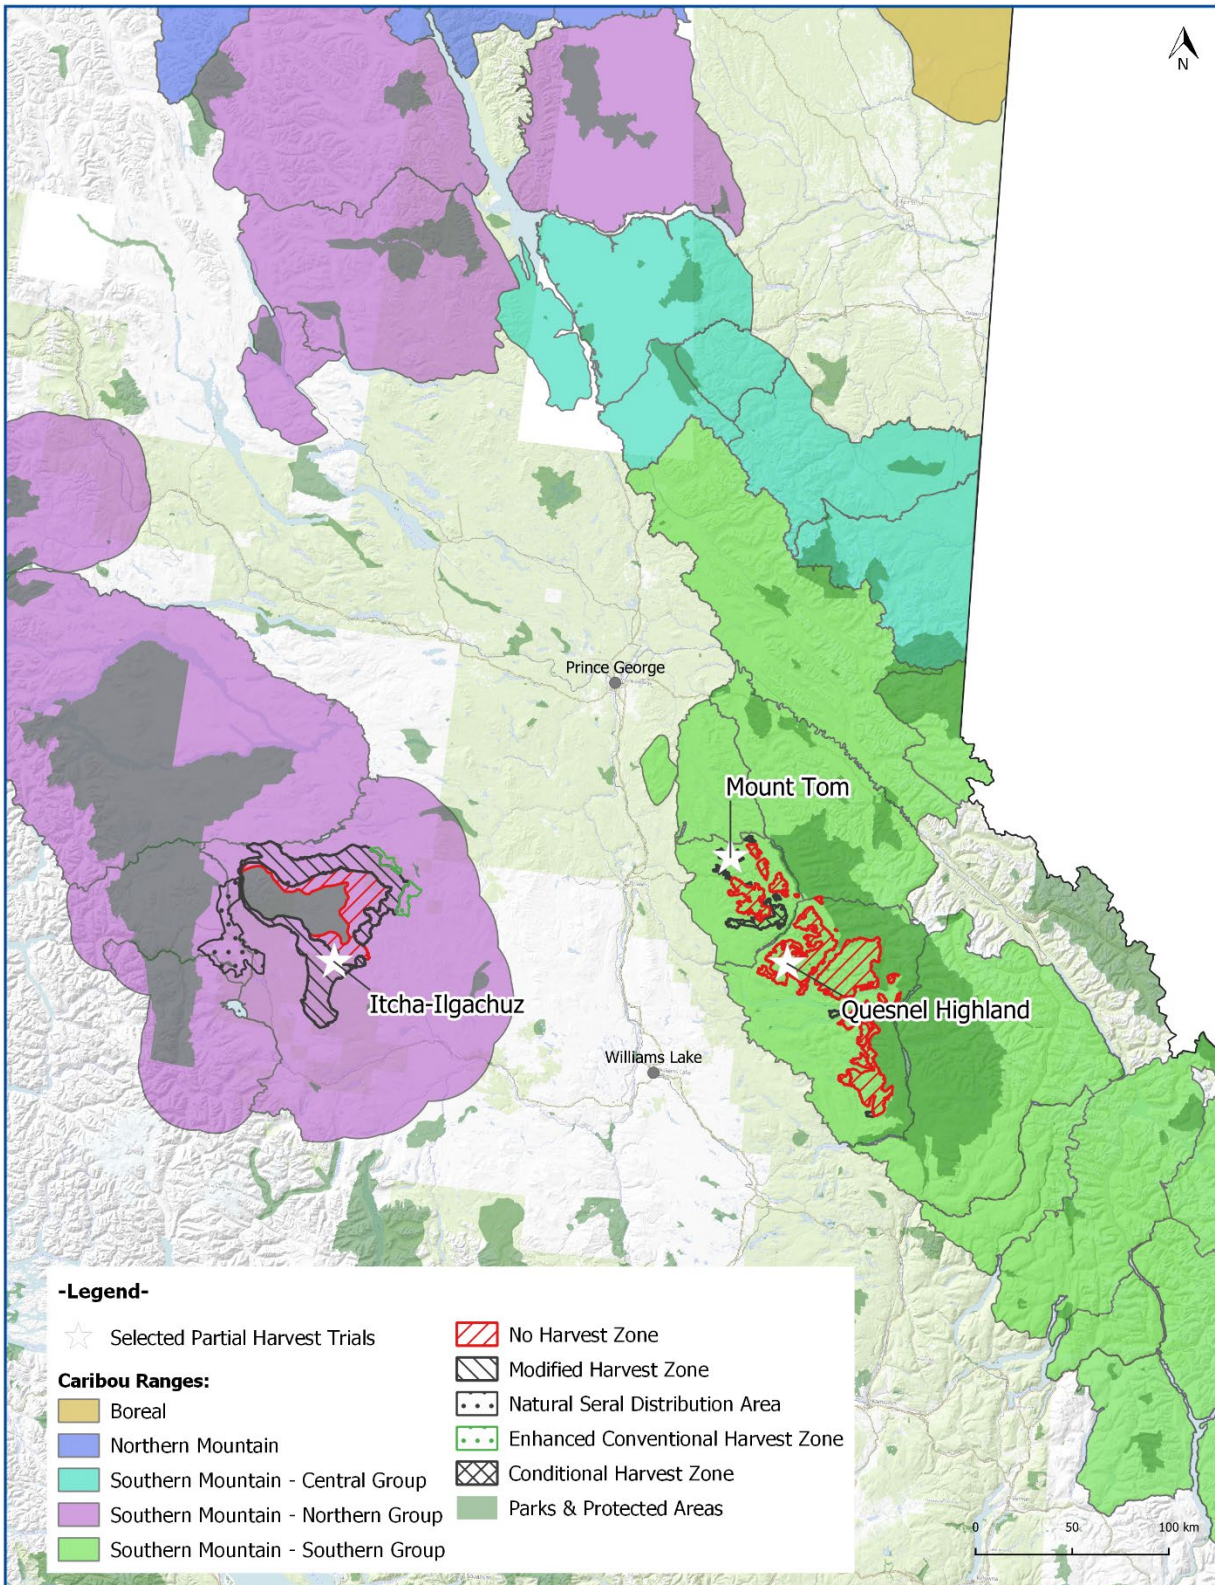 N
Prince George
Mount Tom
Itcha-Ilgachuz
Quesnel Highland
Williams Lake
-Legend-
Selected Partial Harvest Trials
Caribou Ranges:
Boreal
Northern Mountain
Southern Mountain - Central Group
Southern Mountain - Northern Group
Southern Mountain - Southern Group
No Harvest Zone
Modified Harvest Zone
Natural Seral Distribution Area
Enhanced Conventional Harvest Zone
Conditional Harvest Zone
Parks & Protected Areas
0 50 100 km